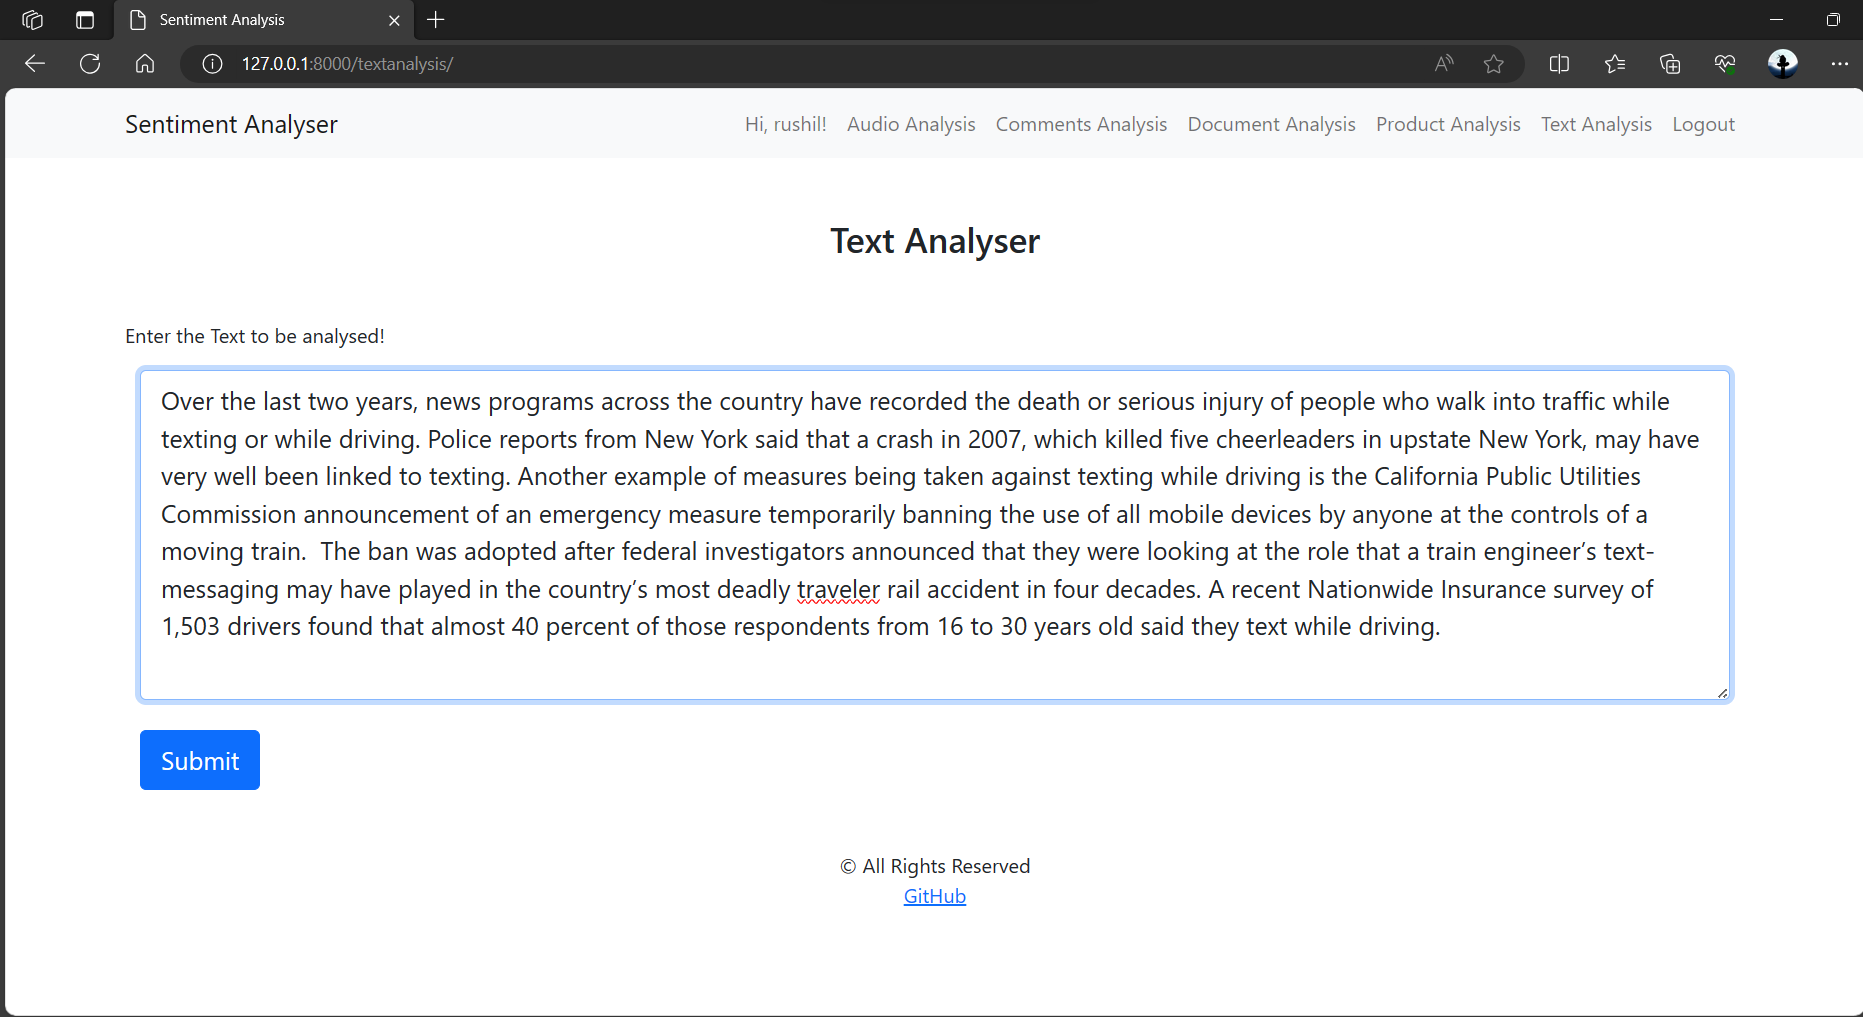 Sentiment Analysis
127.0.0.1:8000/textanalysis/
Sentiment Analyser
Hi, rushil! Audio Analysis Comments Analysis Document Analysis Product Analysis Text Analysis Logout
Text Analyser
Enter the Text to be analysed!
Over the last two years, news programs across the country have recorded the death or serious injury of people who walk into traffic while
texting or while driving. Police reports from New York said that a crash in 2007, which killed five cheerleaders in upstate New York, may have
very well been linked to texting. Another example of measures being taken against texting while driving is the California Public Utilities
Commission announcement of an emergency measure temporarily banning the use of all mobile devices by anyone at the controls of a
moving train.  The ban was adopted after federal investigators announced that they were looking at the role that a train engineer’s text-
messaging may have played in the country’s most deadly traveler rail accident in four decades. A recent Nationwide Insurance survey of
1,503 drivers found that almost 40 percent of those respondents from 16 to 30 years old said they text while driving.
Submit
© All Rights Reserved
GitHub